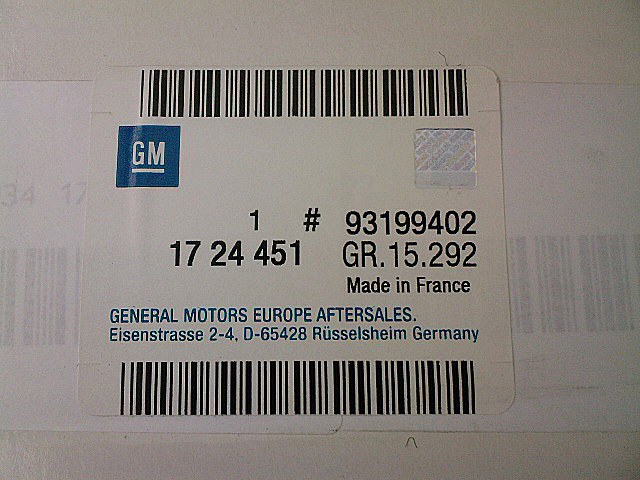 GM
1 # 93199402
17 24 451 GR.15.292
Made in France
GENERAL MOTORS EUROPE AFTERSALES.
Eisenstrasse 2-4, D-65428 Rüsselsheim Germany